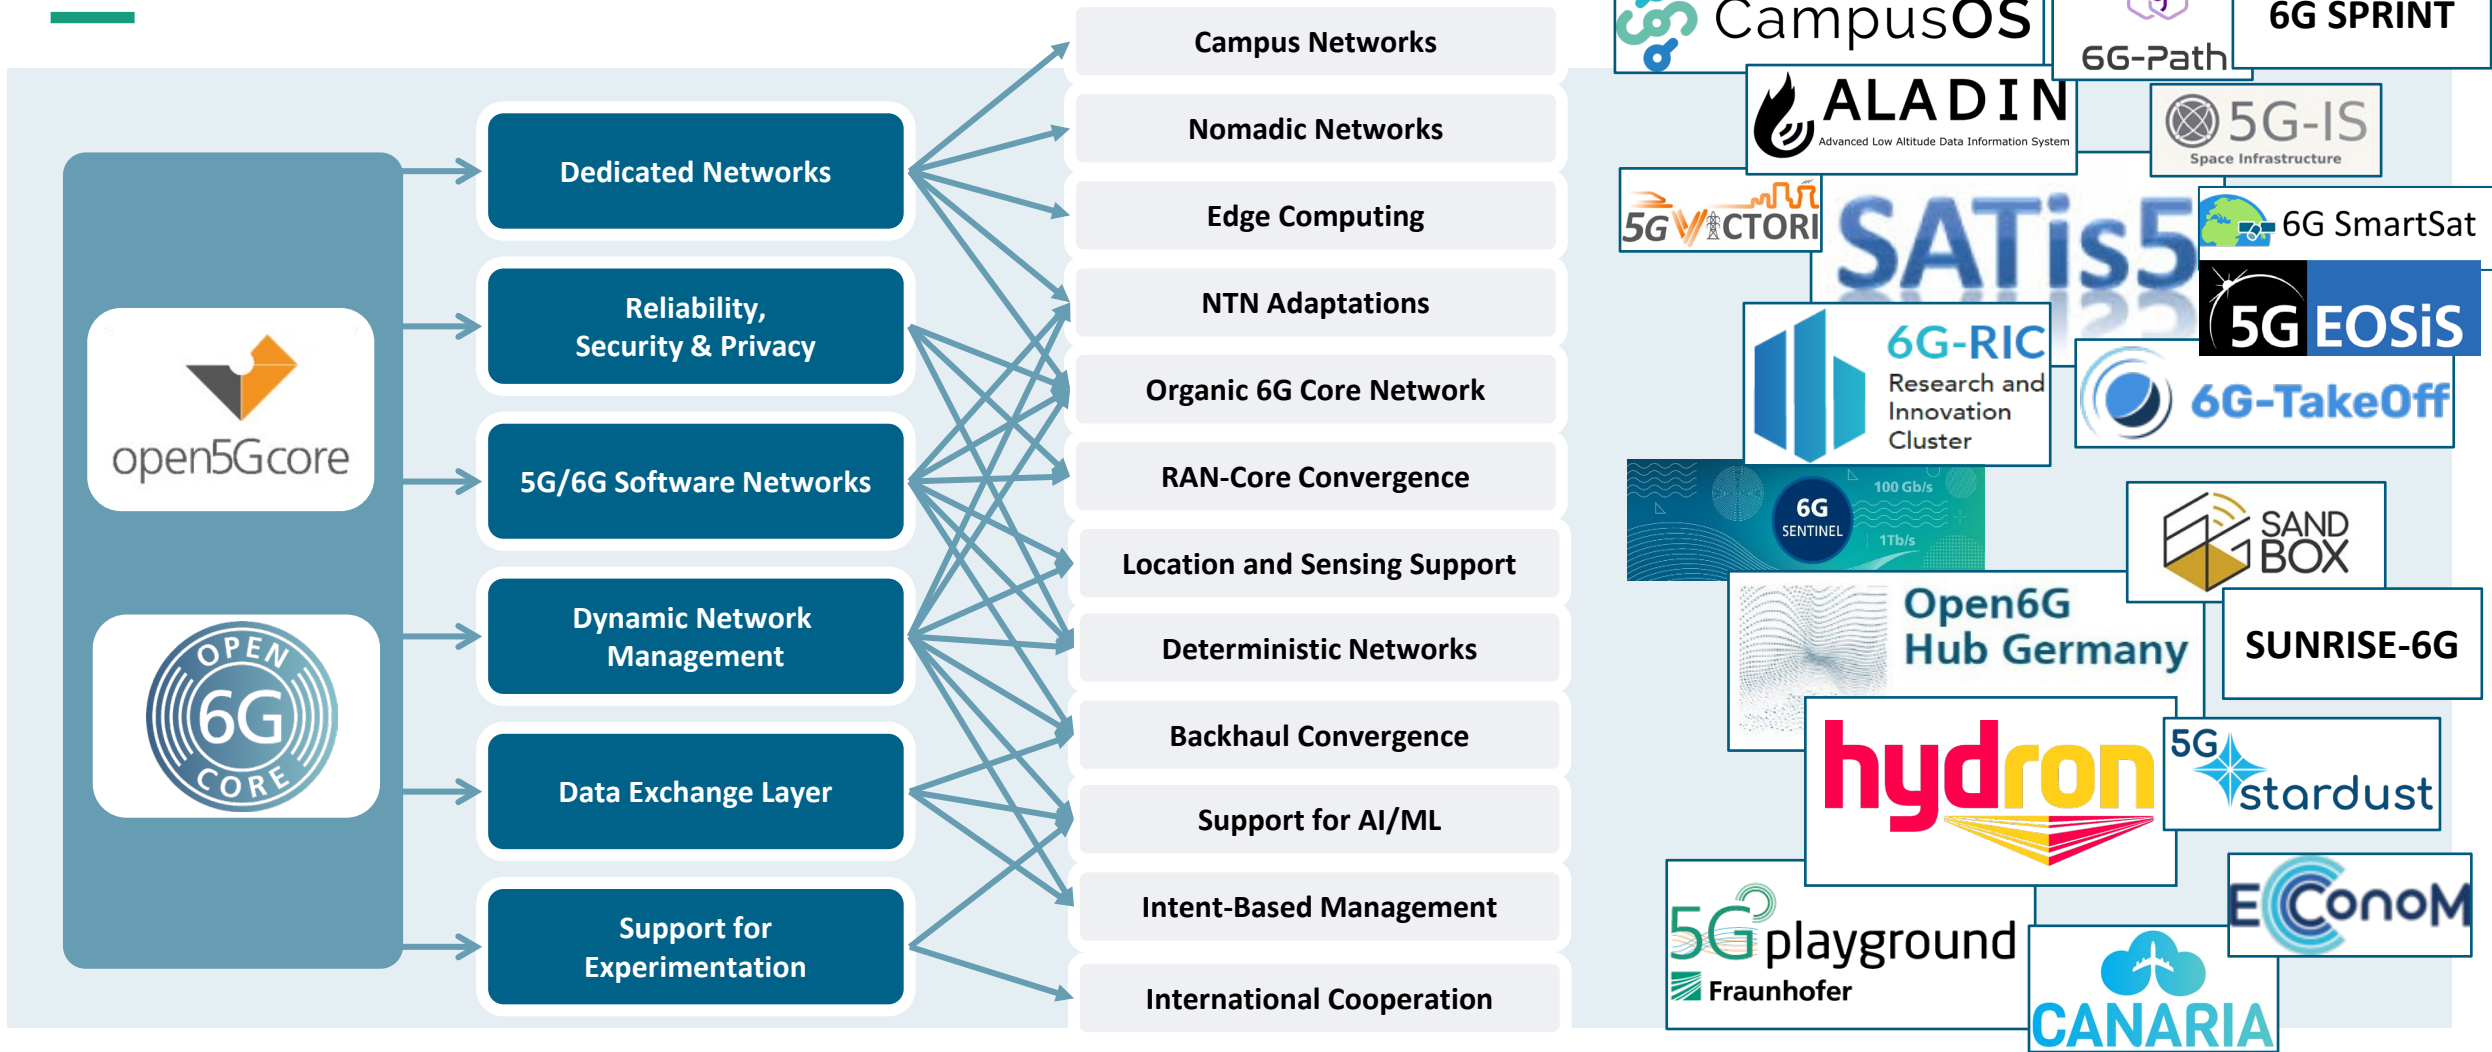 open5Gcore
OPEN
6G
CORE
Dedicated Networks
Reliability,
Security & Privacy
5G/6G Software Networks
Dynamic Network
Management
Data Exchange Layer
Support for
Experimentation
Campus Networks
Nomadic Networks
Edge Computing
NTN Adaptations
Organic 6G Core Network
RAN-Core Convergence
Location and Sensing Support
Deterministic Networks
Backhaul Convergence
Support for AI/ML
Intent-Based Management
International Cooperation
CampusOS
6G-Path
6G SPRINT
ALADIN
Advanced Low Altitude Data Information System
5G-IS
Space Infrastructure
5G VICTORI
SATis5
6G SmartSat
5G EOSiS
6G-RIC
Research and
Innovation
Cluster
6G-TakeOff
100 Gb/s
6G
SENTINEL
1Tb/s
6G
SAND
BOX
Open6G
Hub Germany
SUNRISE-6G
hydron
5G
stardust
ECConoM
5G playground
Fraunhofer
CANARIA